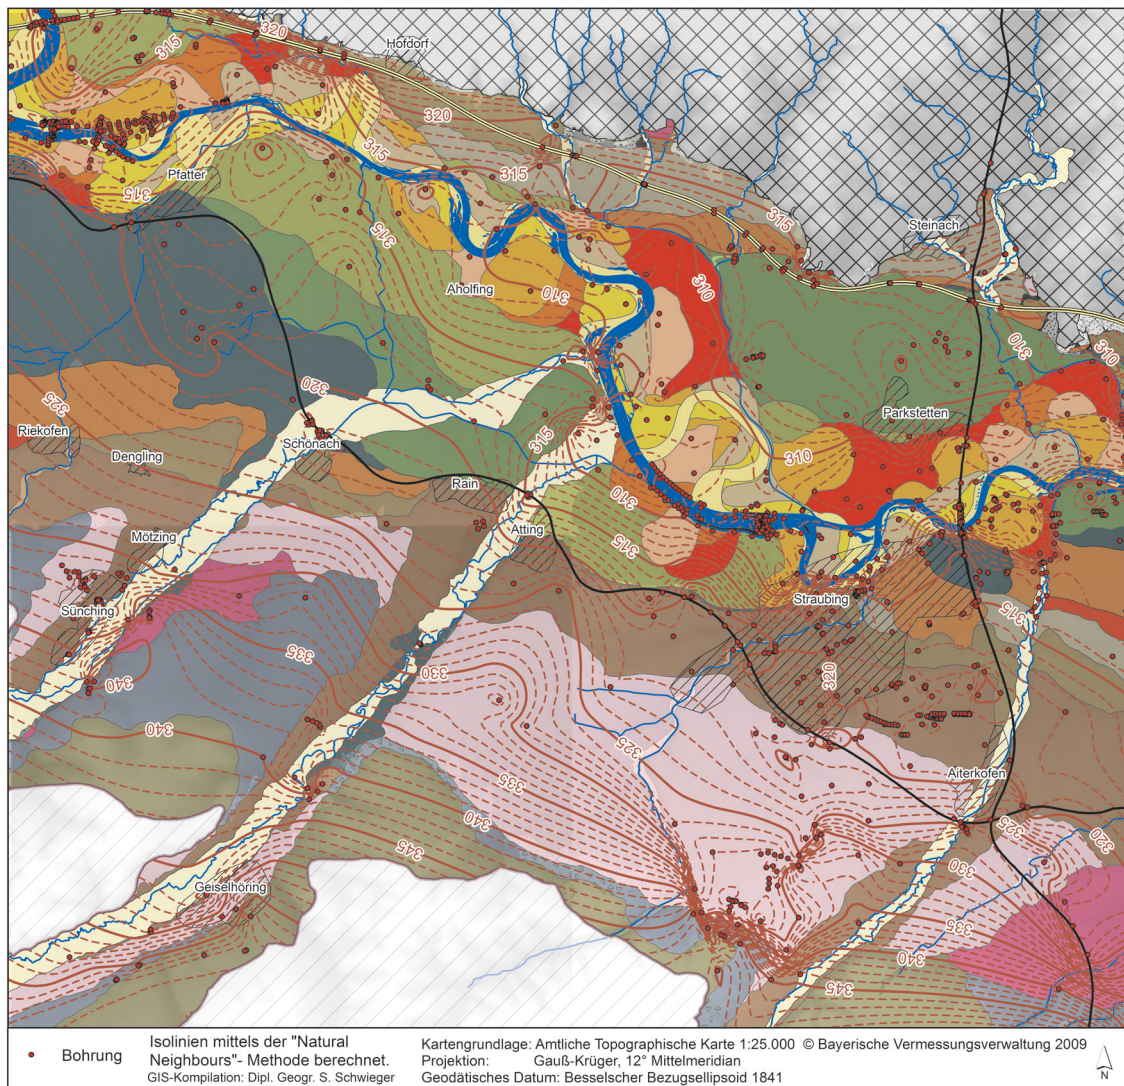 320
315
Hofdorf
320
315
315
Pfatter
315
315
Steinach
315
310
Aholfing
310
310
310
320
325
Parkstetten
Riekofen
Schönach
315
Dengling
310
Rain
310
Atting
315
Mötzing
Straubing
Sünching
315
335
320
330
340
340
325
335
Aiterkofen
325
320
340
330
345
Geiselhöring
335
340
345
Bohrung
Isolinien mittels der "Natural
Neighbours"- Methode berechnet.
GIS-Kompilation: Dipl. Geogr. S. Schwieger
Kartengrundlage: Amtliche Topographische Karte 1:25.000 © Bayerische Vermessungsverwaltung 2009
Projektion: Gauß-Krüger, 12° Mittelmeridian
Geodätisches Datum: Besselscher Bezugsellipsoid 1841
N